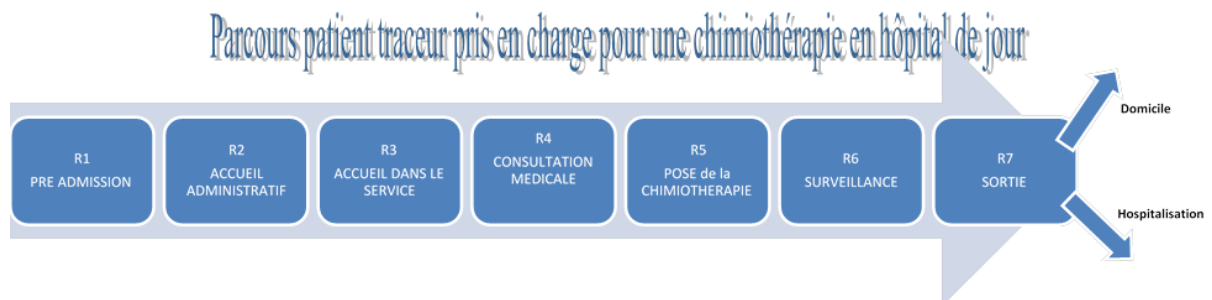 Parcours patient traceur pris en charge pour une chimiothérapie en hôpital de jour
R1
PRE ADMISSION
R2
ACCUEIL
ADMINISTRATIF
R3
ACCUEIL DANS LE
SERVICE
R4
CONSULTATION
MEDICALE
R5
POSE de la
CHIMIOTHERAPIE
R6
SURVEILLANCE
R7
SORTIE
Domicile
Hospitalisation